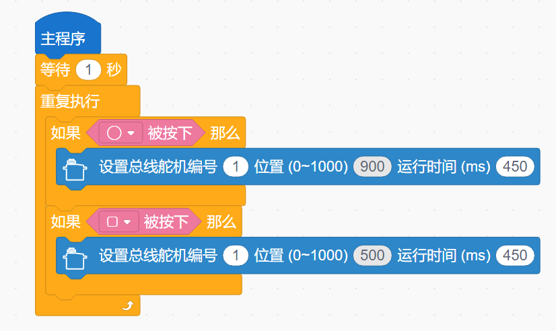 主程序
等待 1 秒
重复执行
如果 ○ 被按下 那么
设置总线舵机编号 1 位置 (0~1000) 900 运行时间 (ms) 450
如果 □ 被按下 那么
设置总线舵机编号 1 位置 (0~1000) 500 运行时间 (ms) 450